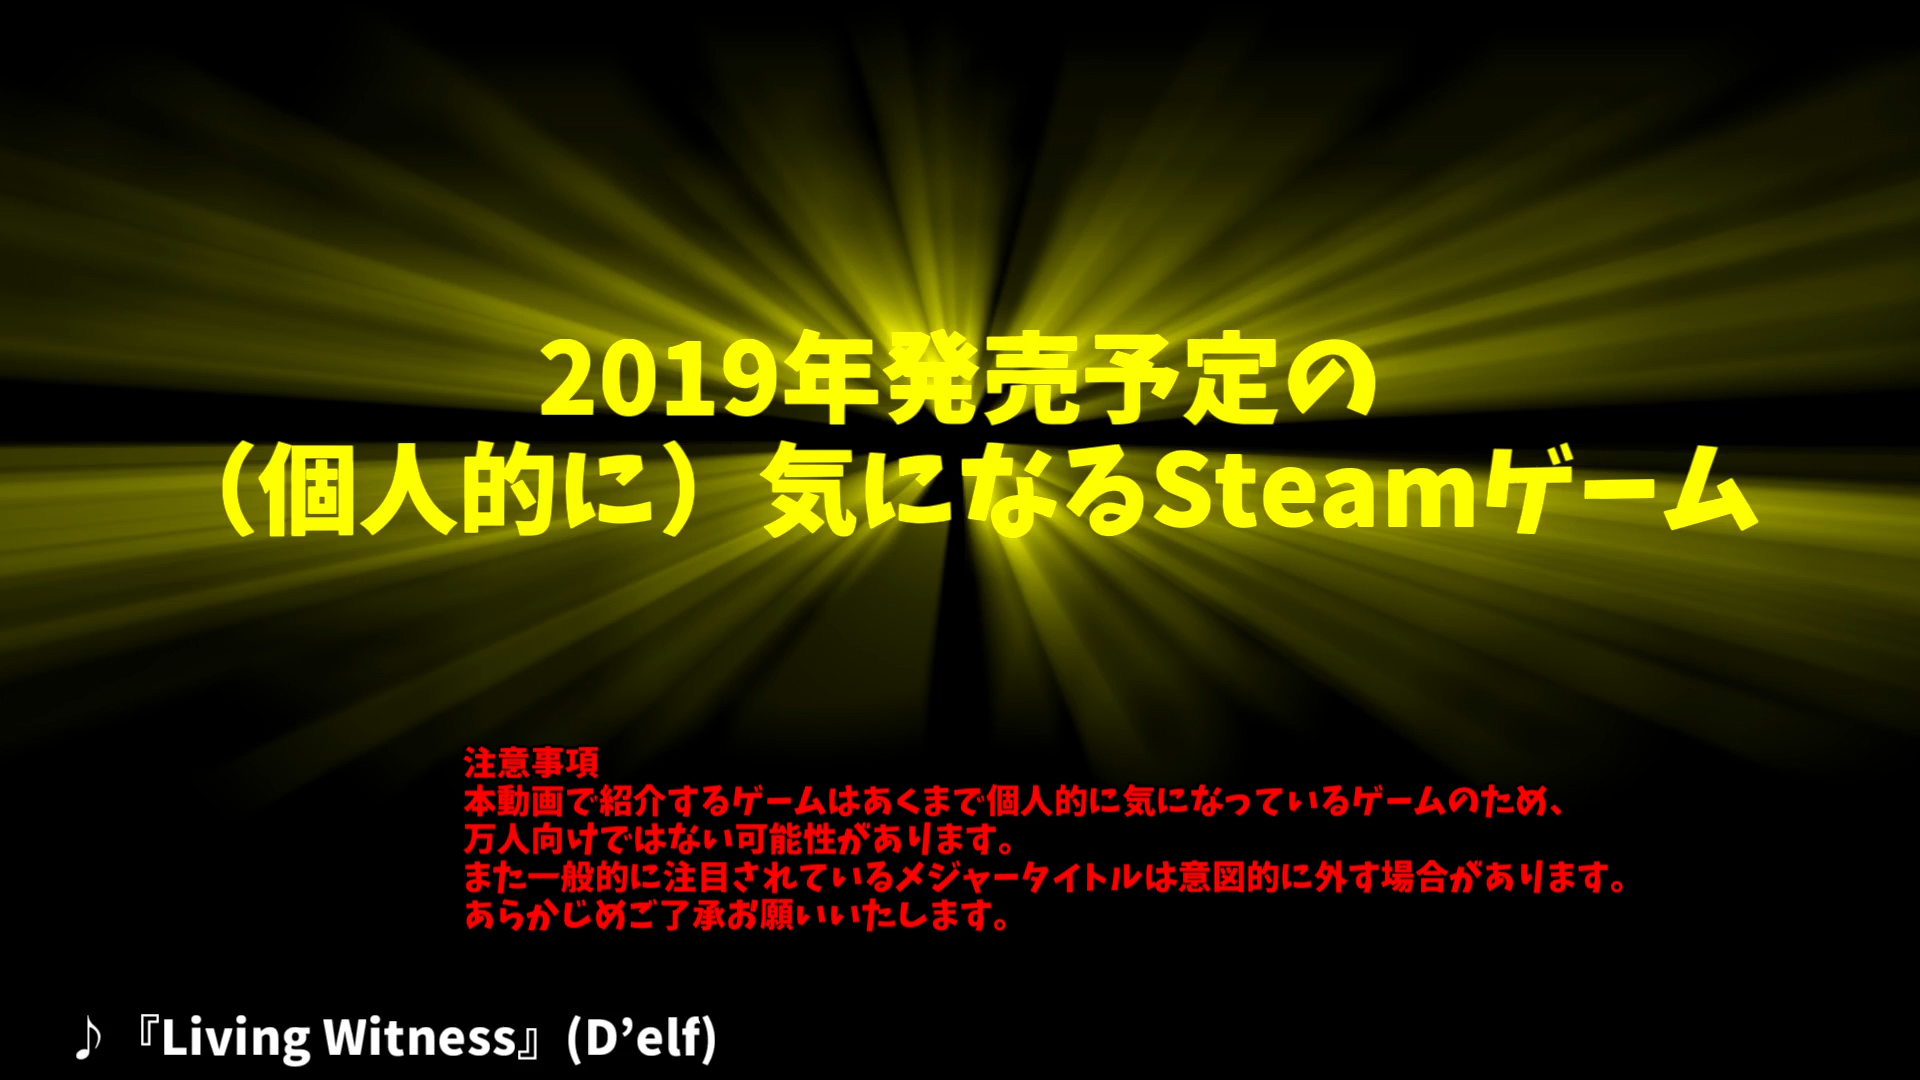 2019年発売予定の
（個人的に）気になるSteamゲーム
注意事項
本動画で紹介するゲームはあくまで個人的に気になっているゲームのため、
万人向けではない可能性があります。
また一般的に注目されているメジャータイトルは意図的に外す場合があります。
あらかじめご了承お願いいたします。
♪『Living Witness』(D’elf)